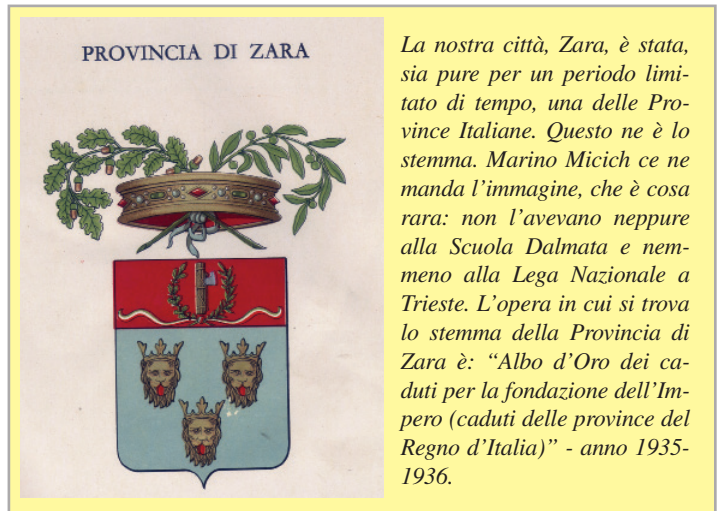 PROVINCIA DI ZARA
La nostra città, Zara, è stata,
sia pure per un periodo limi-
tato di tempo, una delle Pro-
vince Italiane. Questo ne è lo
stemma. Marino Micich ce ne
manda l'immagine, che è cosa
rara: non l'avevano neppure
alla Scuola Dalmata e nem-
meno alla Lega Nazionale a
Trieste. L'opera in cui si trova
lo stemma della Provincia di
Zara è: “Albo d'Oro dei ca-
duti per la fondazione dell'Im-
pero (caduti delle province del
Regno d'Italia)” - anno 1935-
1936.